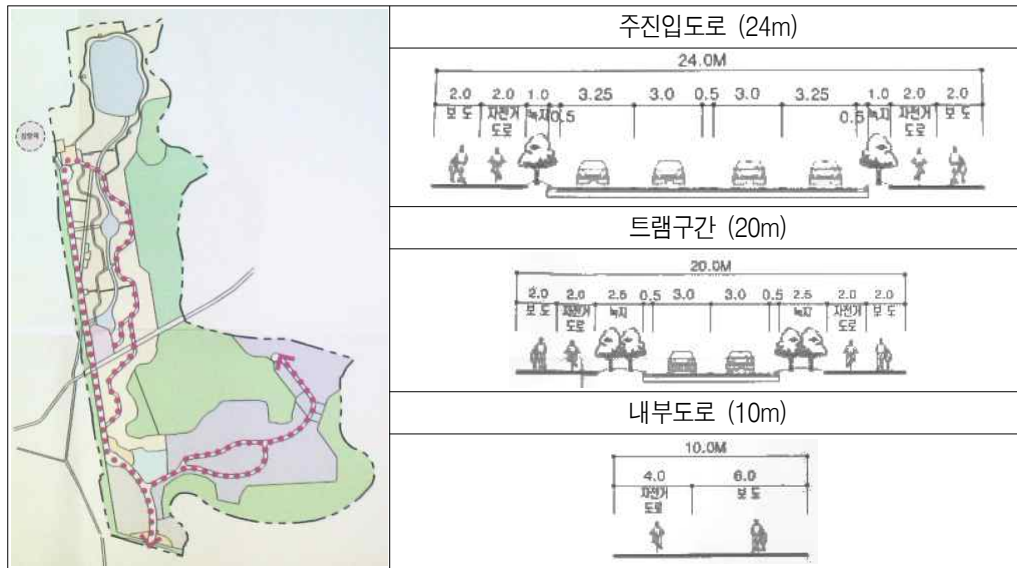 주진입도로 (24m)
24.0M
2.0 2.0 1.0 3.25 3.0 0.5 3.0 3.25 1.0 2.0 2.0
보 도 자전거 녹지 0.5 0.5 녹지 자전거 보 도
도로 도로
트램구간 (20m)
20.0M
2.0 2.0 2.5 0.5 3.0 3.0 0.5 2.5 2.0 2.0
보 도 자전거 녹지 녹지 자전거 보 도
도로 도로
내부도로 (10m)
10.0M
4.0 6.0
자전거 보 도
도로